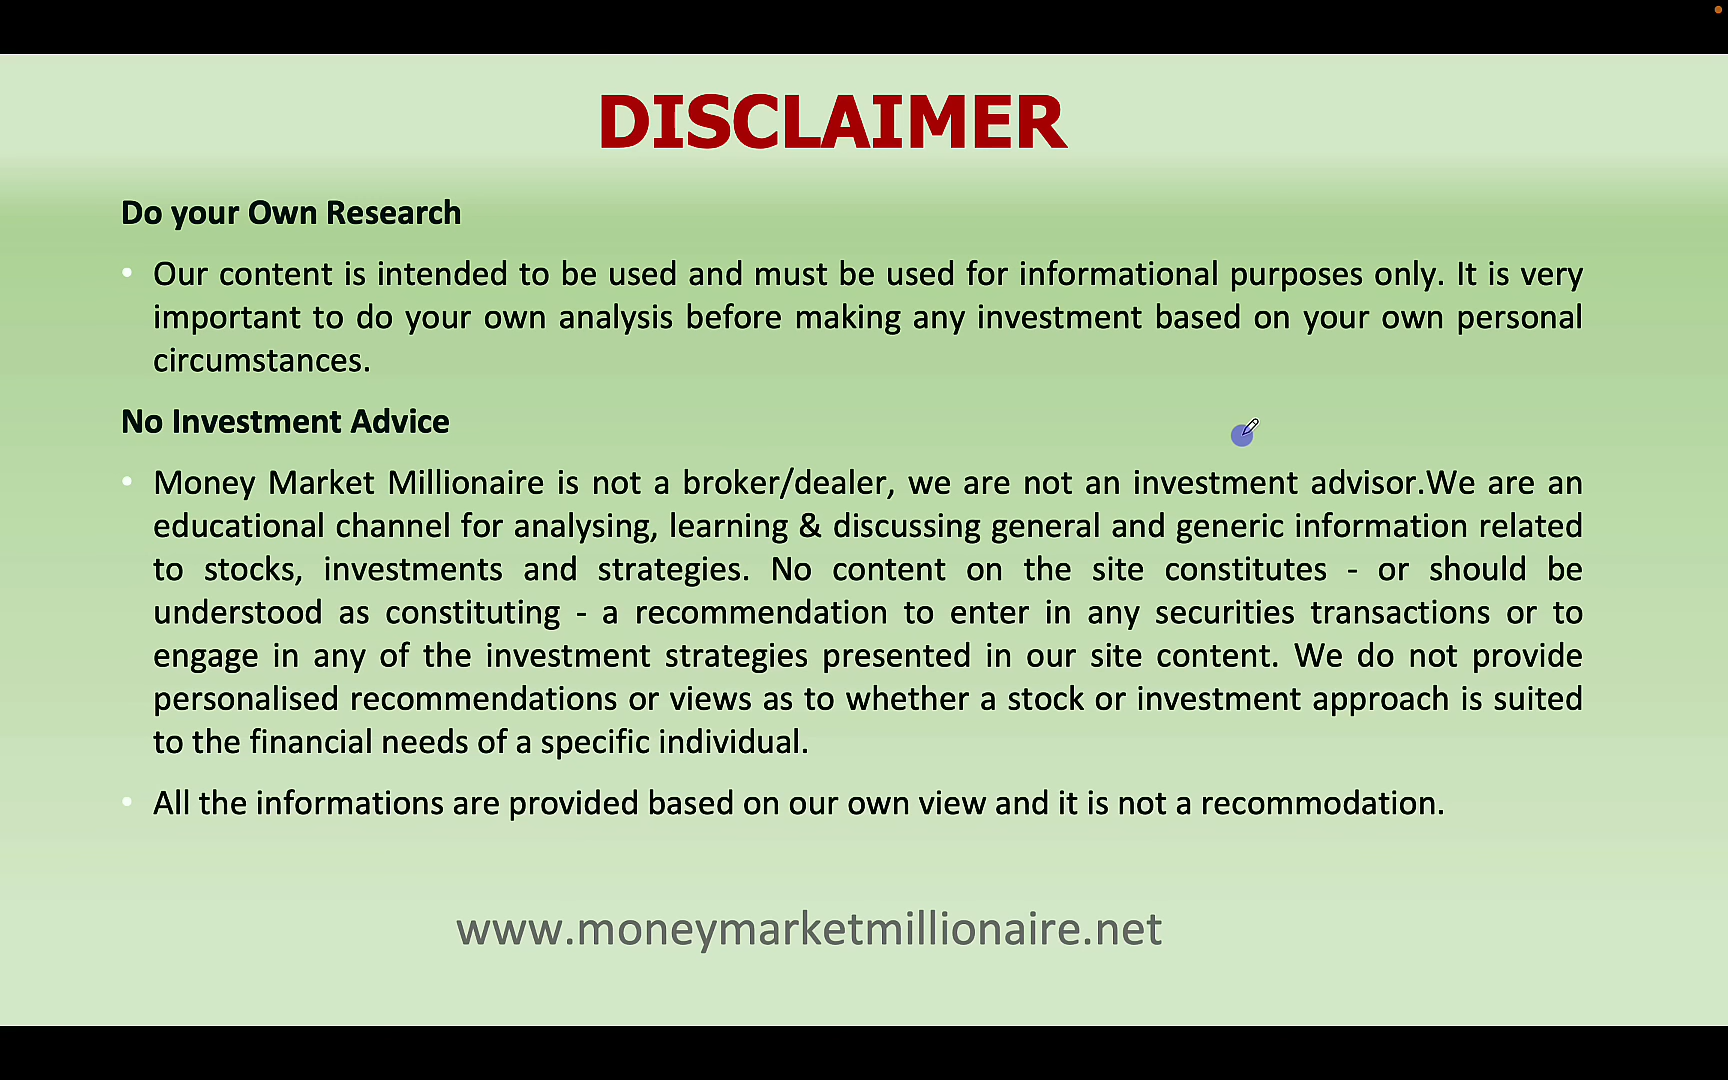 DISCLAIMER
Do your Own Research
• Our content is intended to be used and must be used for informational purposes only. It is very
important to do your own analysis before making any investment based on your own personal
circumstances.
No Investment Advice
• Money Market Millionaire is not a broker/dealer, we are not an investment advisor.We are an
educational channel for analysing, learning & discussing general and generic information related
to stocks, investments and strategies. No content on the site constitutes - or should be
understood as constituting - a recommendation to enter in any securities transactions or to
engage in any of the investment strategies presented in our site content. We do not provide
personalised recommendations or views as to whether a stock or investment approach is suited
to the financial needs of a specific individual.
• All the informations are provided based on our own view and it is not a recommodation.
www.moneymarketmillionaire.net